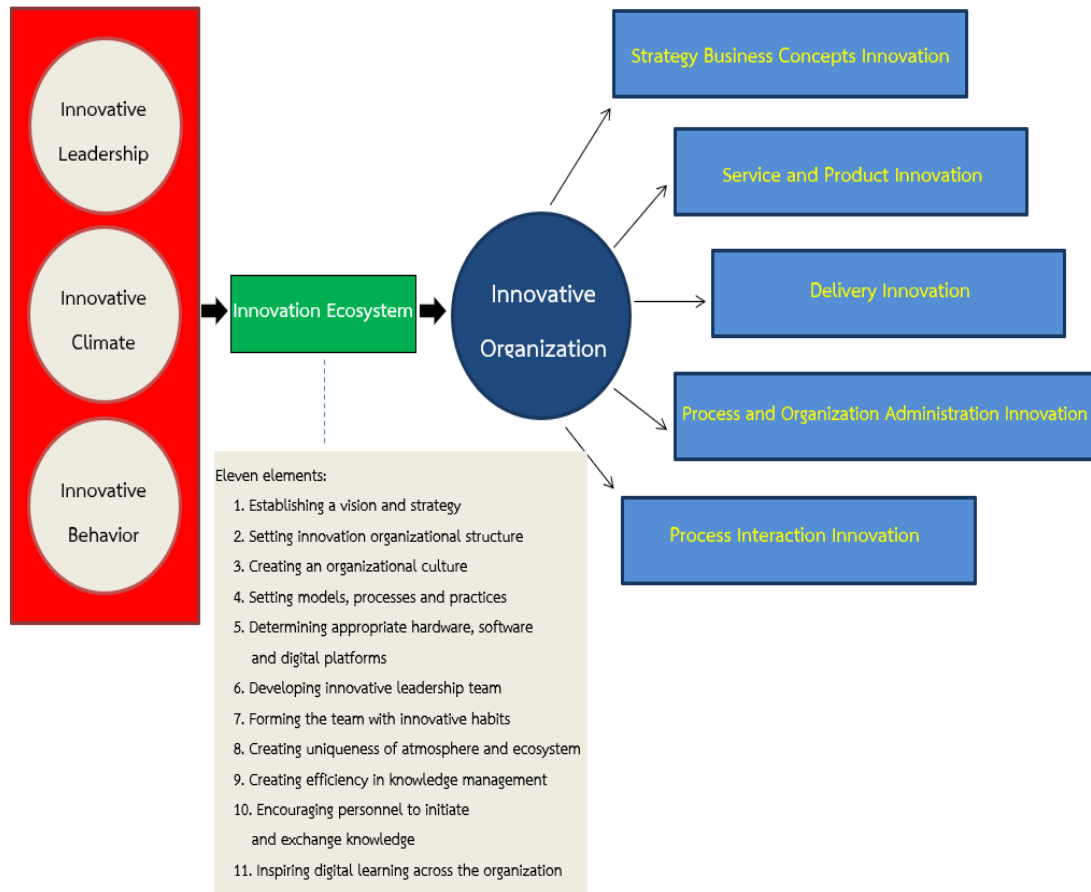 Innovative
Leadership
Innovative
Climate
Innovative
Behavior
Innovation Ecosystem
Innovative
Organization
Strategy Business Concepts Innovation
Service and Product Innovation
Delivery Innovation
Process and Organization Administration Innovation
Process Interaction Innovation
Eleven elements:
1. Establishing a vision and strategy
2. Setting innovation organizational structure
3. Creating an organizational culture
4. Setting models, processes and practices
5. Determining appropriate hardware, software
and digital platforms
6. Developing innovative leadership team
7. Forming the team with innovative habits
8. Creating uniqueness of atmosphere and ecosystem
9. Creating efficiency in knowledge management
10. Encouraging personnel to initiate
and exchange knowledge
11. Inspiring digital learning across the organization